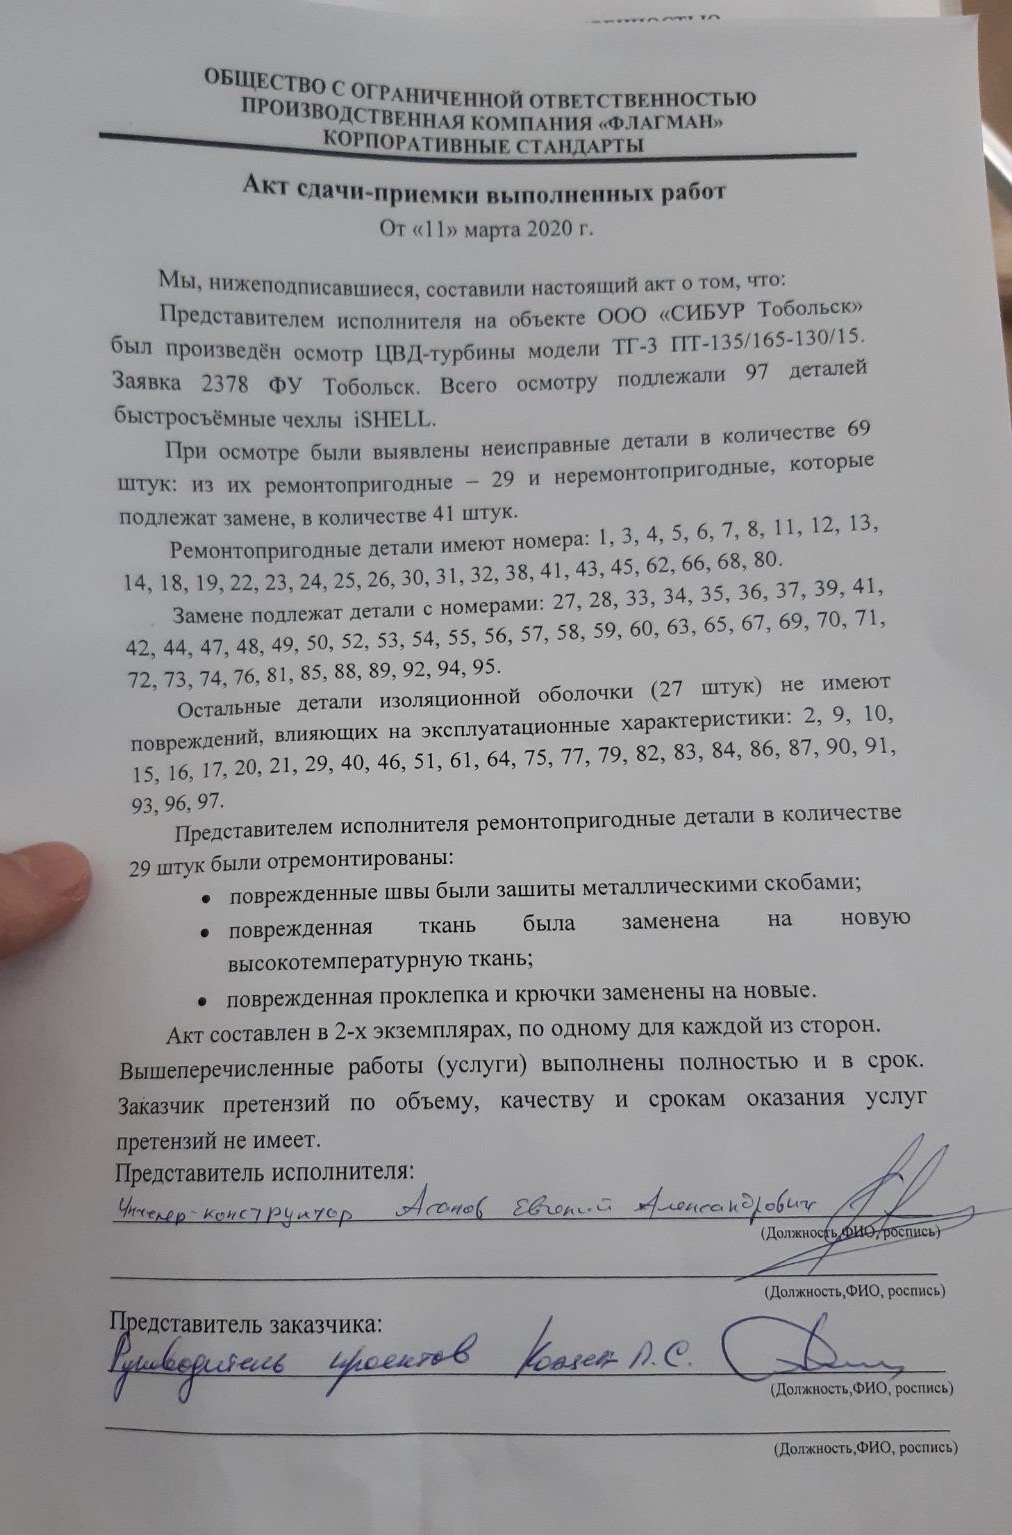 ОБЩЕСТВО С ОГРАНИЧЕННОЙ ОТВЕТСТВЕННОСТЬЮ
ПРОИЗВОДСТВЕННАЯ КОМПАНИЯ «ФЛАГМАН»
КОРПОРАТИВНЫЕ СТАНДАРТЫ
Акт сдачи-приемки выполненных работ
От «11» марта 2020 г.
Мы, нижеподписавшиеся, составили настоящий акт о том, что:
Представителем исполнителя на объекте ООО «СИБУР Тобольск»
был произведён осмотр ЦВД-турбины модели ТГ-3 ПТ-135/165-130/15.
Заявка 2378 ФУ Тобольск. Всего осмотру подлежали 97 деталей
быстросъёмные чехлы iSHELL.
При осмотре были выявлены неисправные детали в количестве 69
штук: из их ремонтопригодные – 29 и неремонтопригодные, которые
подлежат замене, в количестве 41 штук.
Ремонтопригодные детали имеют номера: 1, 3, 4, 5, 6, 7, 8, 11, 12, 13,
14, 18, 19, 22, 23, 24, 25, 26, 30, 31, 32, 38, 41, 43, 45, 62, 66, 68, 80.
Замене подлежат детали с номерами: 27, 28, 33, 34, 35, 36, 37, 39, 41,
42, 44, 47, 48, 49, 50, 52, 53, 54, 55, 56, 57, 58, 59, 60, 63, 65, 67, 69, 70, 71,
72, 73, 74, 76, 81, 85, 88, 89, 92, 94, 95.
Остальные детали изоляционной оболочки (27 штук) не имеют
повреждений, влияющих на эксплуатационные характеристики: 2, 9, 10,
15, 16, 17, 20, 21, 29, 40, 46, 51, 61, 64, 75, 77, 79, 82, 83, 84, 86, 87, 90, 91,
93, 96, 97.
Представителем исполнителя ремонтопригодные детали в количестве
29 штук были отремонтированы:
• поврежденные швы были зашиты металлическими скобами;
• поврежденная ткань была заменена на новую
высокотемпературную ткань;
• поврежденная проклепка и крючки заменены на новые.
Акт составлен в 2-х экземплярах, по одному для каждой из сторон.
Вышеперечисленные работы (услуги) выполнены полностью и в срок.
Заказчик претензий по объему, качеству и срокам оказания услуг
претензий не имеет.
Представитель исполнителя:
Инженер-конструктор Евгений Александрович
(Должность,ФИО, роспись)
(Должность,ФИО, роспись)
Представитель заказчика:
Руководитель проектов
(Должность,ФИО, роспись)
(Должность,ФИО, роспись)